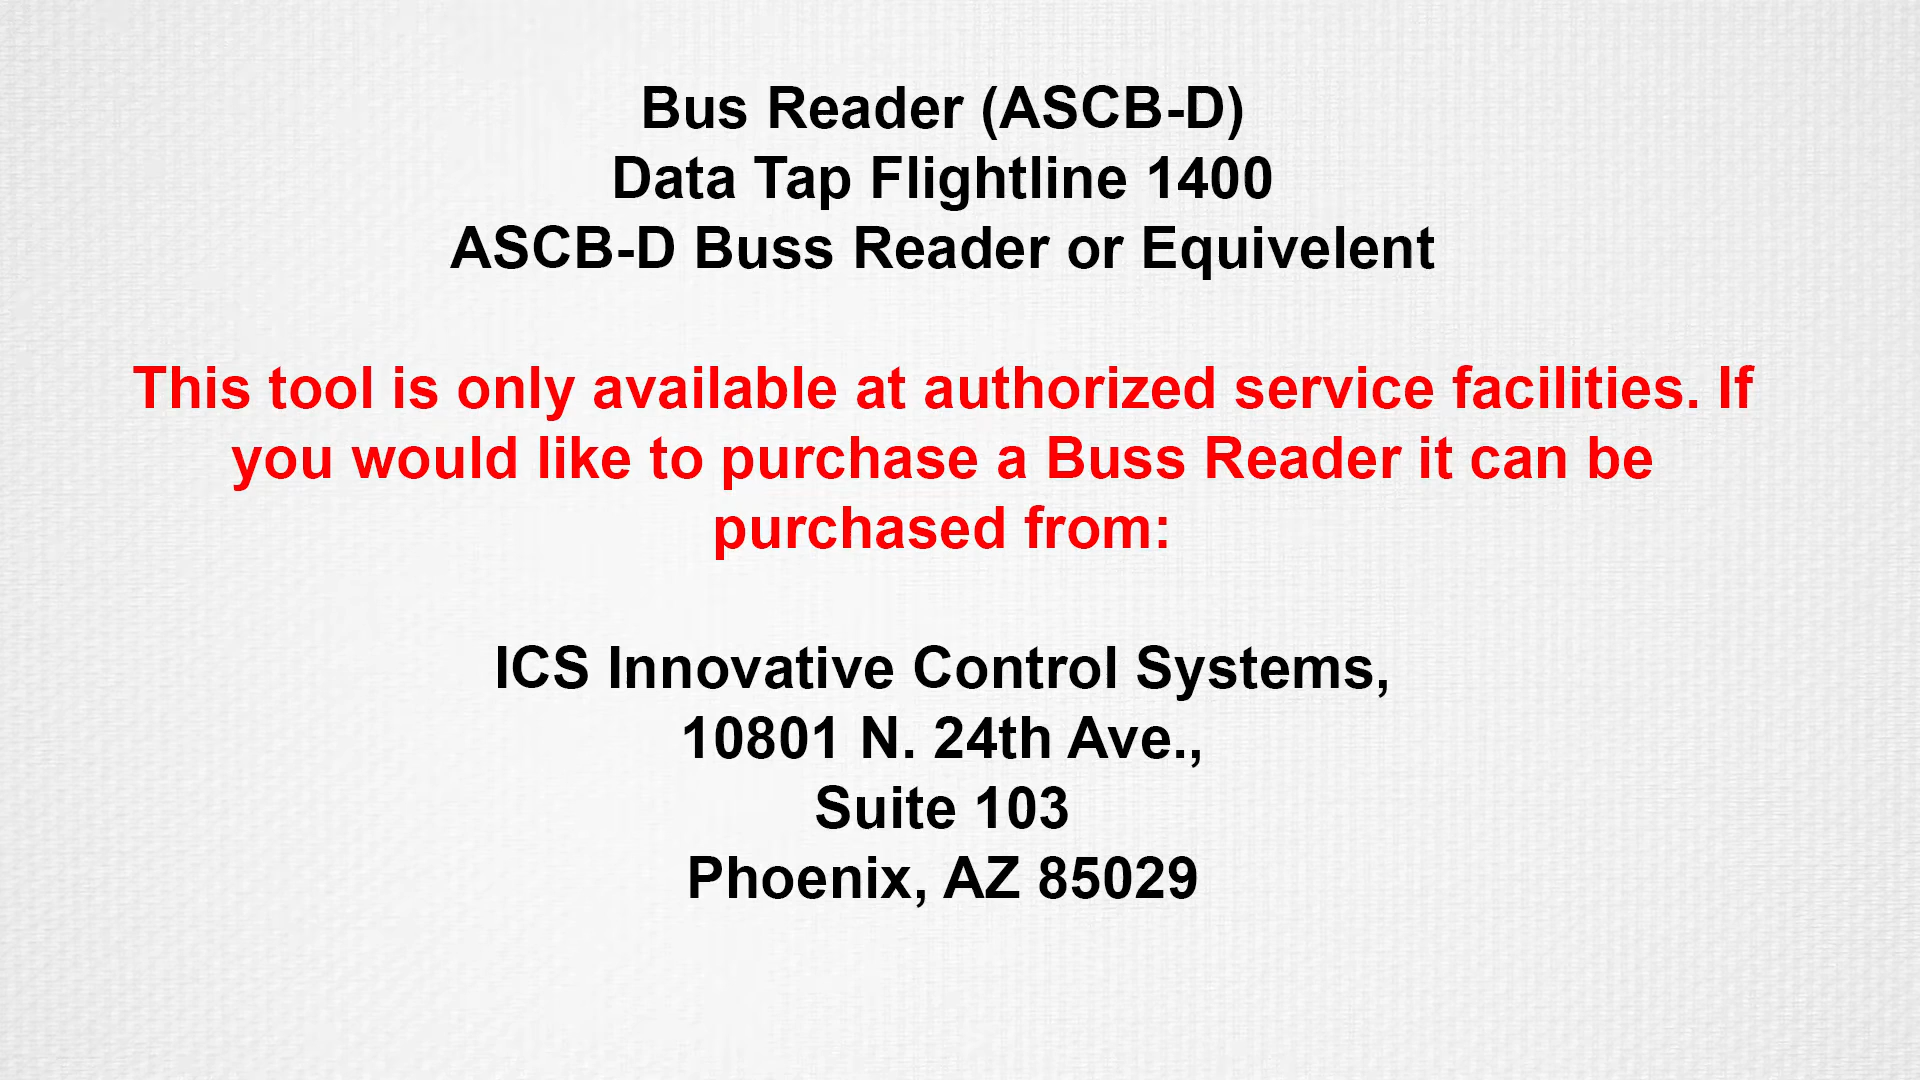 Bus Reader (ASCB-D)
Data Tap Flightline 1400
ASCB-D Buss Reader or Equivelent
This tool is only available at authorized service facilities. If
you would like to purchase a Buss Reader it can be
purchased from:
ICS Innovative Control Systems,
10801 N. 24th Ave.,
Suite 103
Phoenix, AZ 85029